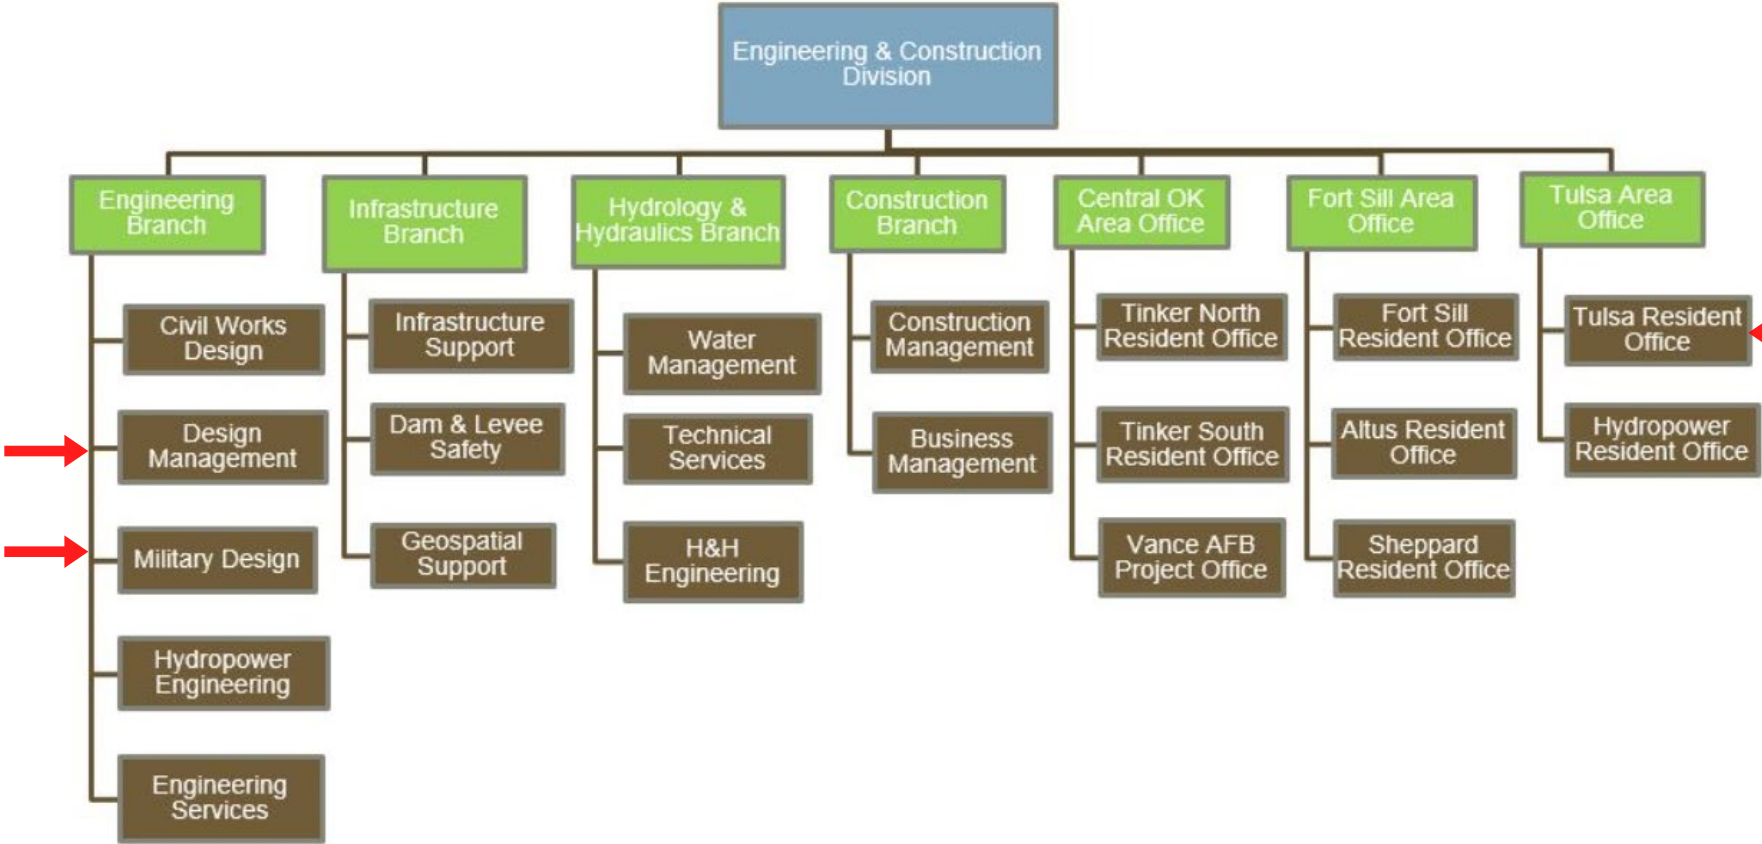 Engineering & Construction
Division
Engineering
Branch
Infrastructure
Branch
Hydrology &
Hydraulics Branch
Construction
Branch
Central OK
Area Office
Fort Sill Area
Office
Tulsa Area
Office
Civil Works
Design
Design
Management
Military Design
Hydropower
Engineering
Engineering
Services
Infrastructure
Support
Dam & Levee
Safety
Geospatial
Support
Water
Management
Technical
Services
H&H
Engineering
Construction
Management
Business
Management
Tinker North
Resident Office
Tinker South
Resident Office
Vance AFB
Project Office
Fort Sill
Resident Office
Altus Resident
Office
Sheppard
Resident Office
Tulsa Resident
Office
Hydropower
Resident Office